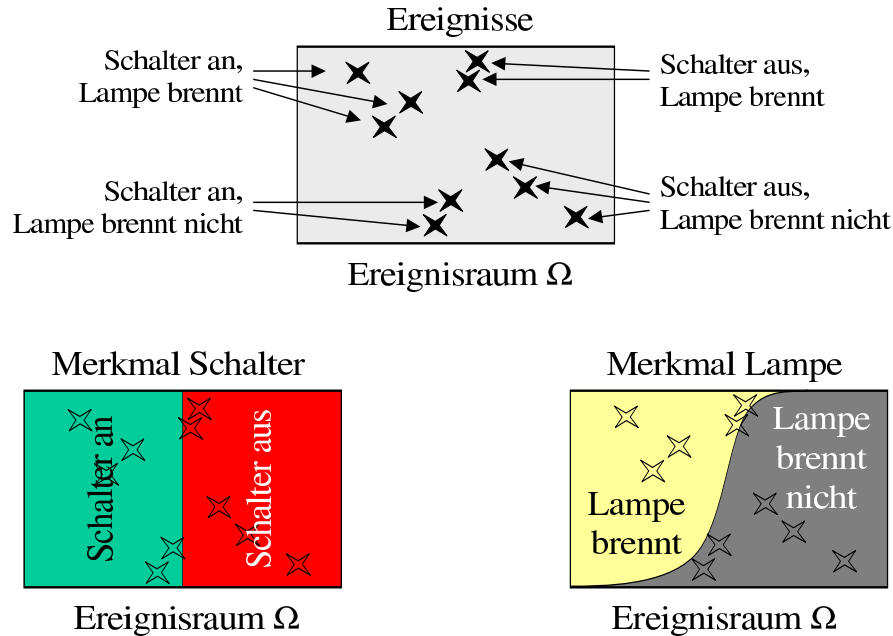 Ereignisse
Schalter an,
Lampe brennt
Schalter aus,
Lampe brennt
Schalter an,
Lampe brennt nicht
Schalter aus,
Lampe brennt nicht
Ereignisraum Ω
Merkmal Schalter
Schalter an
Schalter aus
Ereignisraum Ω
Merkmal Lampe
Lampe
brennt
nicht
Lampe
brennt
Ereignisraum Ω